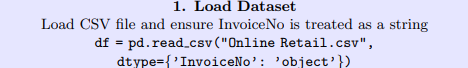 1. Load Dataset
Load CSV file and ensure InvoiceNo is treated as a string
df = pd.read_csv("Online Retail.csv",
dtype={'InvoiceNo': 'object'})